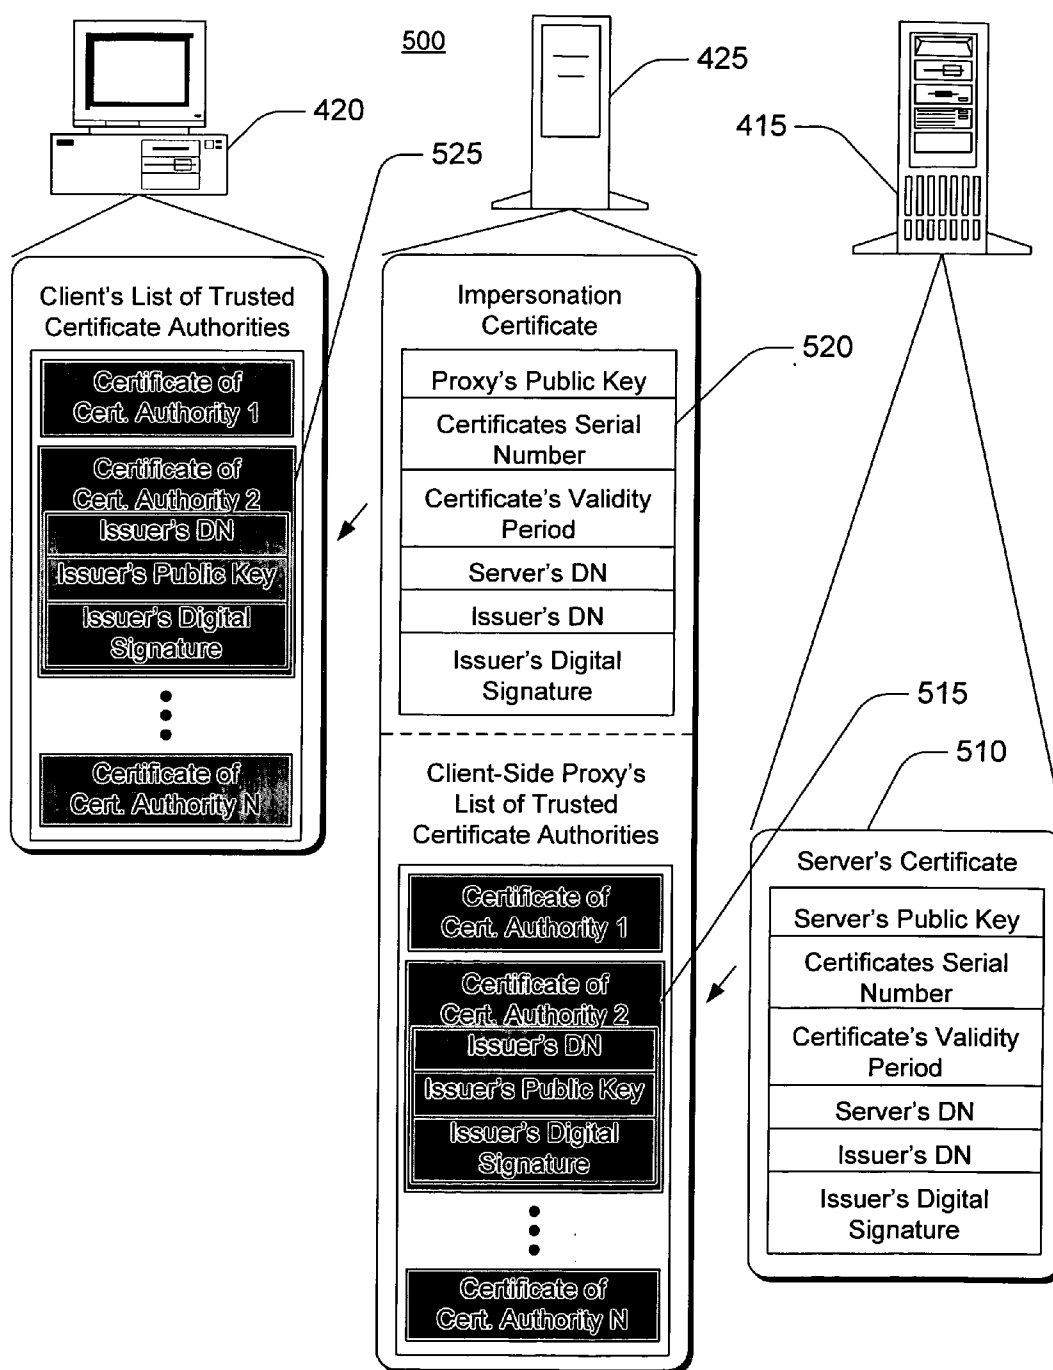 500
425
420
415
525
Client's List of Trusted
Certificate Authorities
Certificate of
Cert. Authority 1
Certificate of
Cert. Authority 2
Issuer's DN
Issuer's Public Key
Issuer's Digital
Signature
Certificate of
Cert. Authority N
Impersonation
Certificate
520
Proxy's Public Key
Certificates Serial
Number
Certificate's Validity
Period
Server's DN
Issuer's DN
Issuer's Digital
Signature
515
Client-Side Proxy's
List of Trusted
Certificate Authorities
Certificate of
Cert. Authority 1
Certificate of
Cert. Authority 2
Issuer's DN
Issuer's Public Key
Issuer's Digital
Signature
Certificate of
Cert. Authority N
510
Server's Certificate
Server's Public Key
Certificates Serial
Number
Certificate's Validity
Period
Server's DN
Issuer's DN
Issuer's Digital
Signature